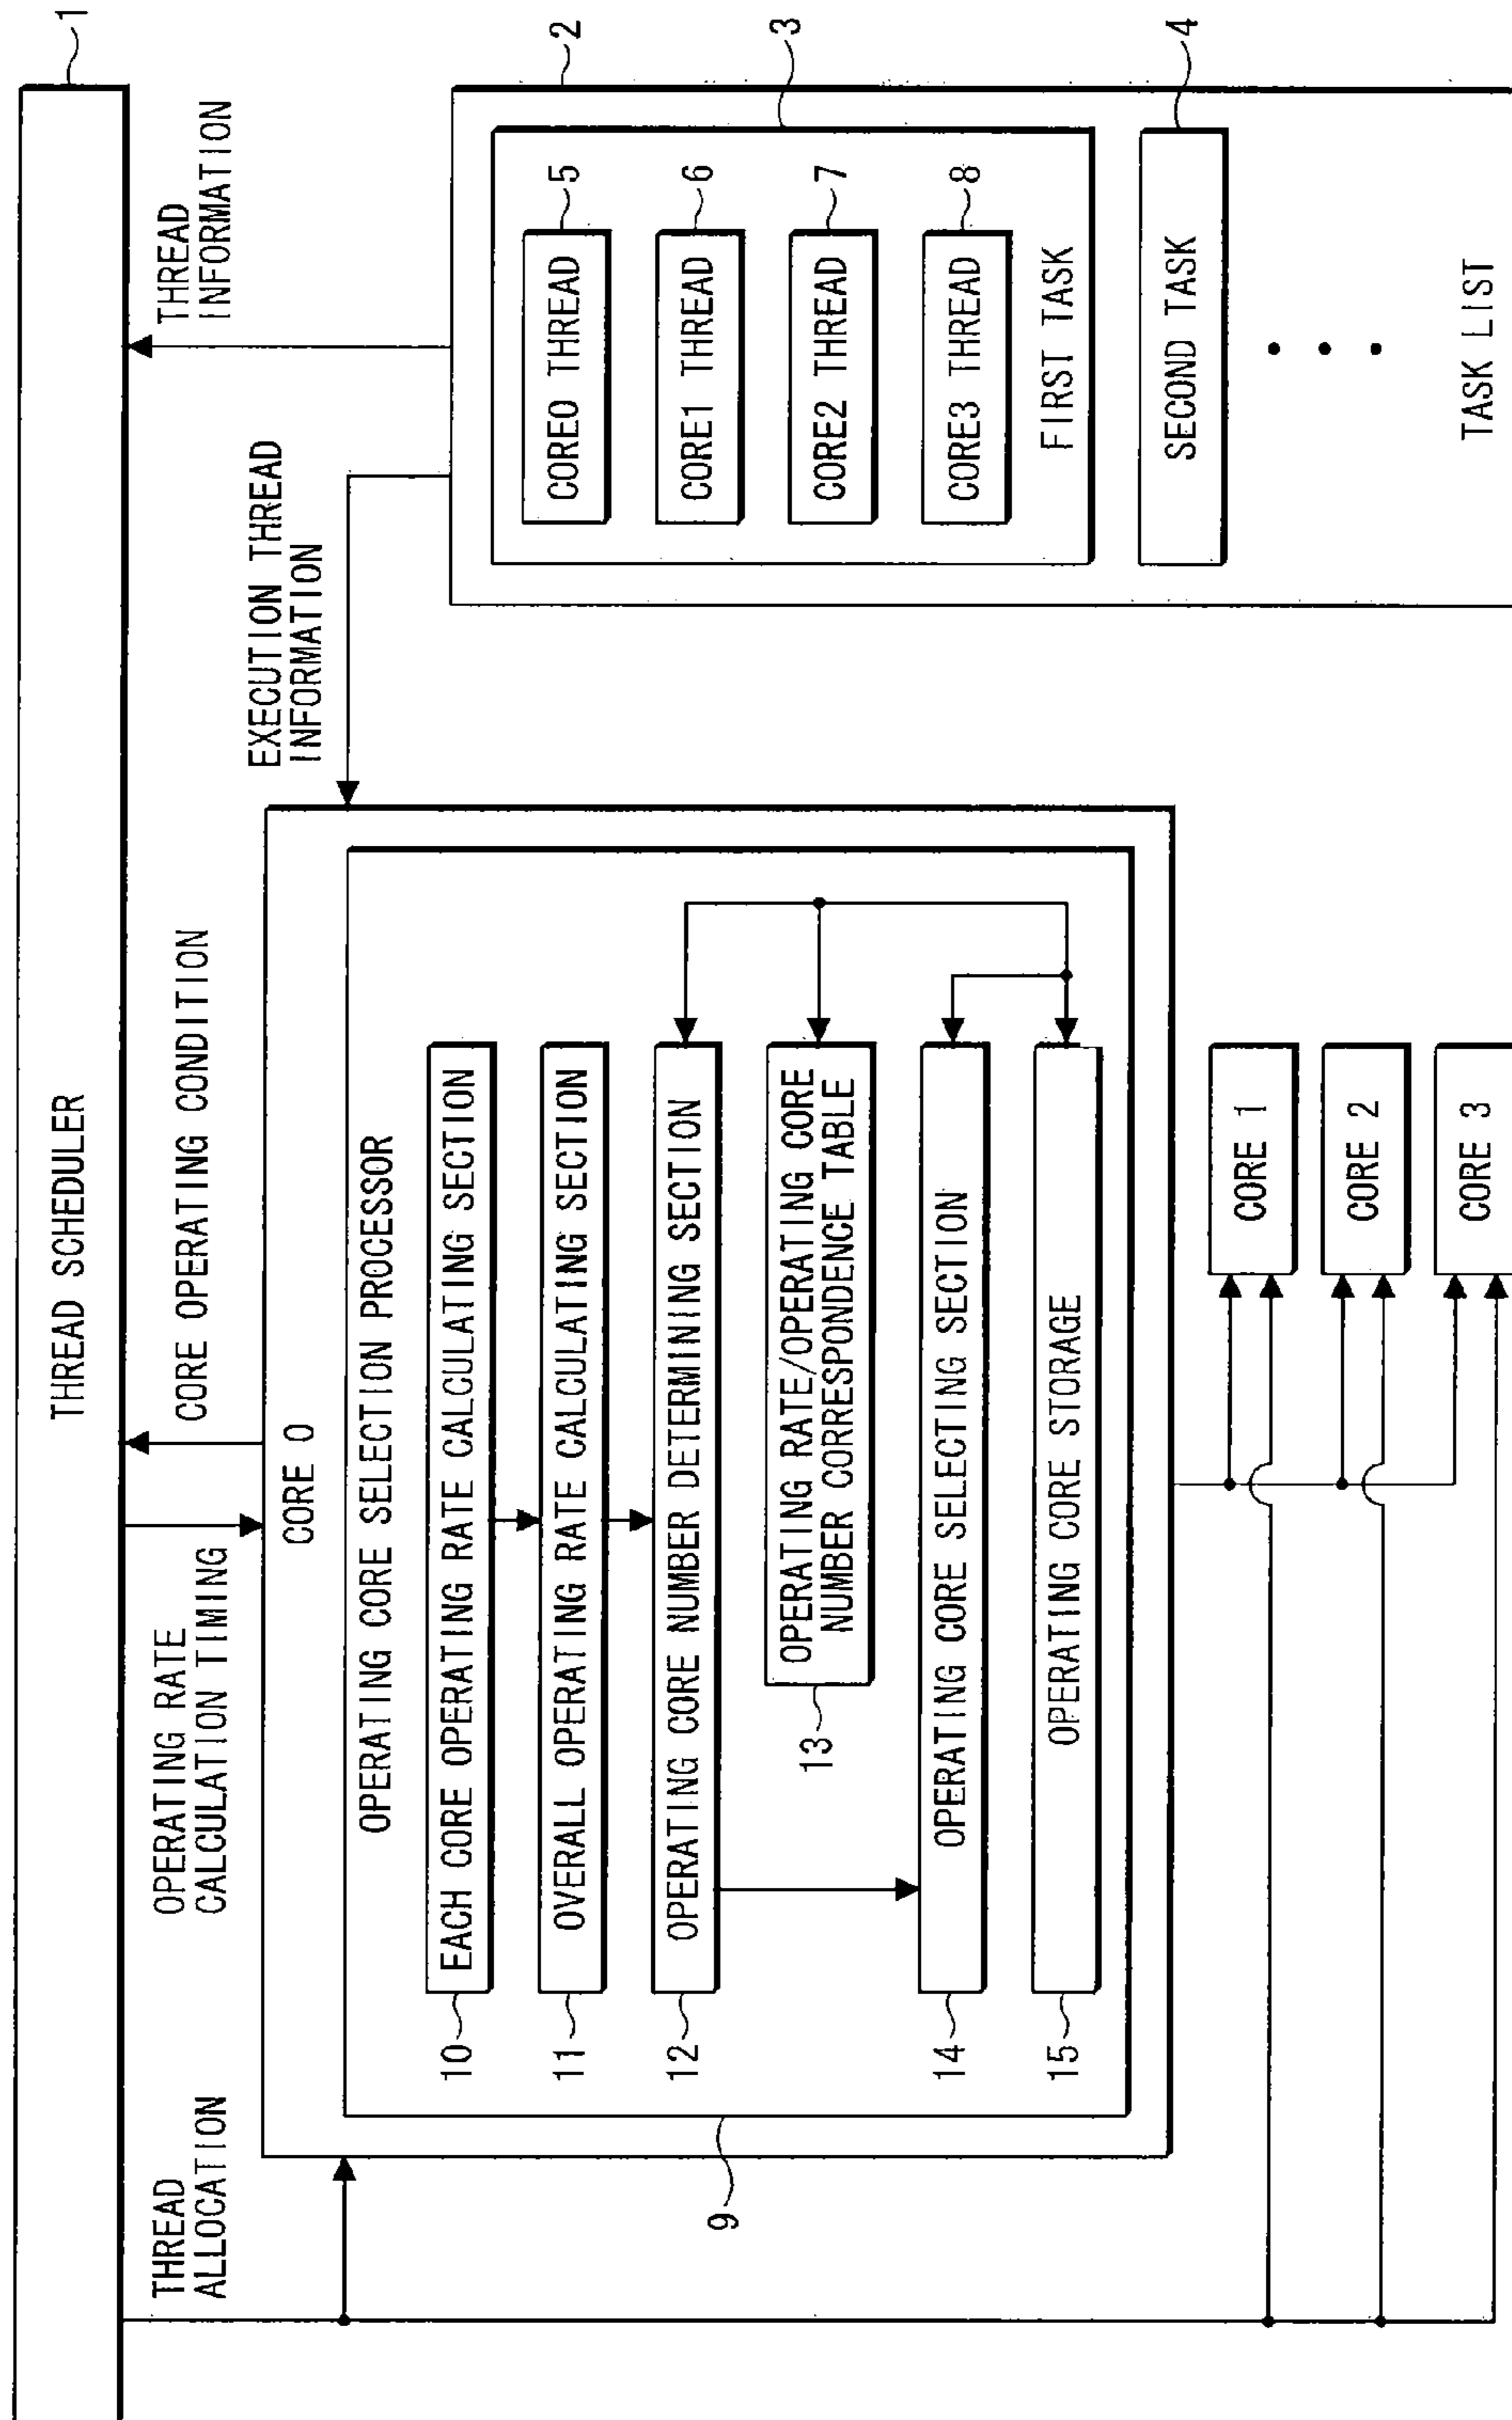 THREAD SCHEDULER
1
THREAD
ALLOCATION
OPERATING RATE
CALCULATION TIMING
CORE OPERATING CONDITION
EXECUTION THREAD
INFORMATION
THREAD
INFORMATION
CORE 0
OPERATING CORE SELECTION PROCESSOR
9
10
EACH CORE OPERATING RATE CALCULATING SECTION
11
OVERALL OPERATING RATE CALCULATING SECTION
12
OPERATING CORE NUMBER DETERMINING SECTION
13
OPERATING RATE/OPERATING CORE
NUMBER CORRESPONDENCE TABLE
14
OPERATING CORE SELECTING SECTION
15
OPERATING CORE STORAGE
CORE 1
CORE 2
CORE 3
2
3
CORE0 THREAD
5
CORE1 THREAD
6
CORE2 THREAD
7
CORE3 THREAD
8
FIRST TASK
SECOND TASK
4
TASK LIST